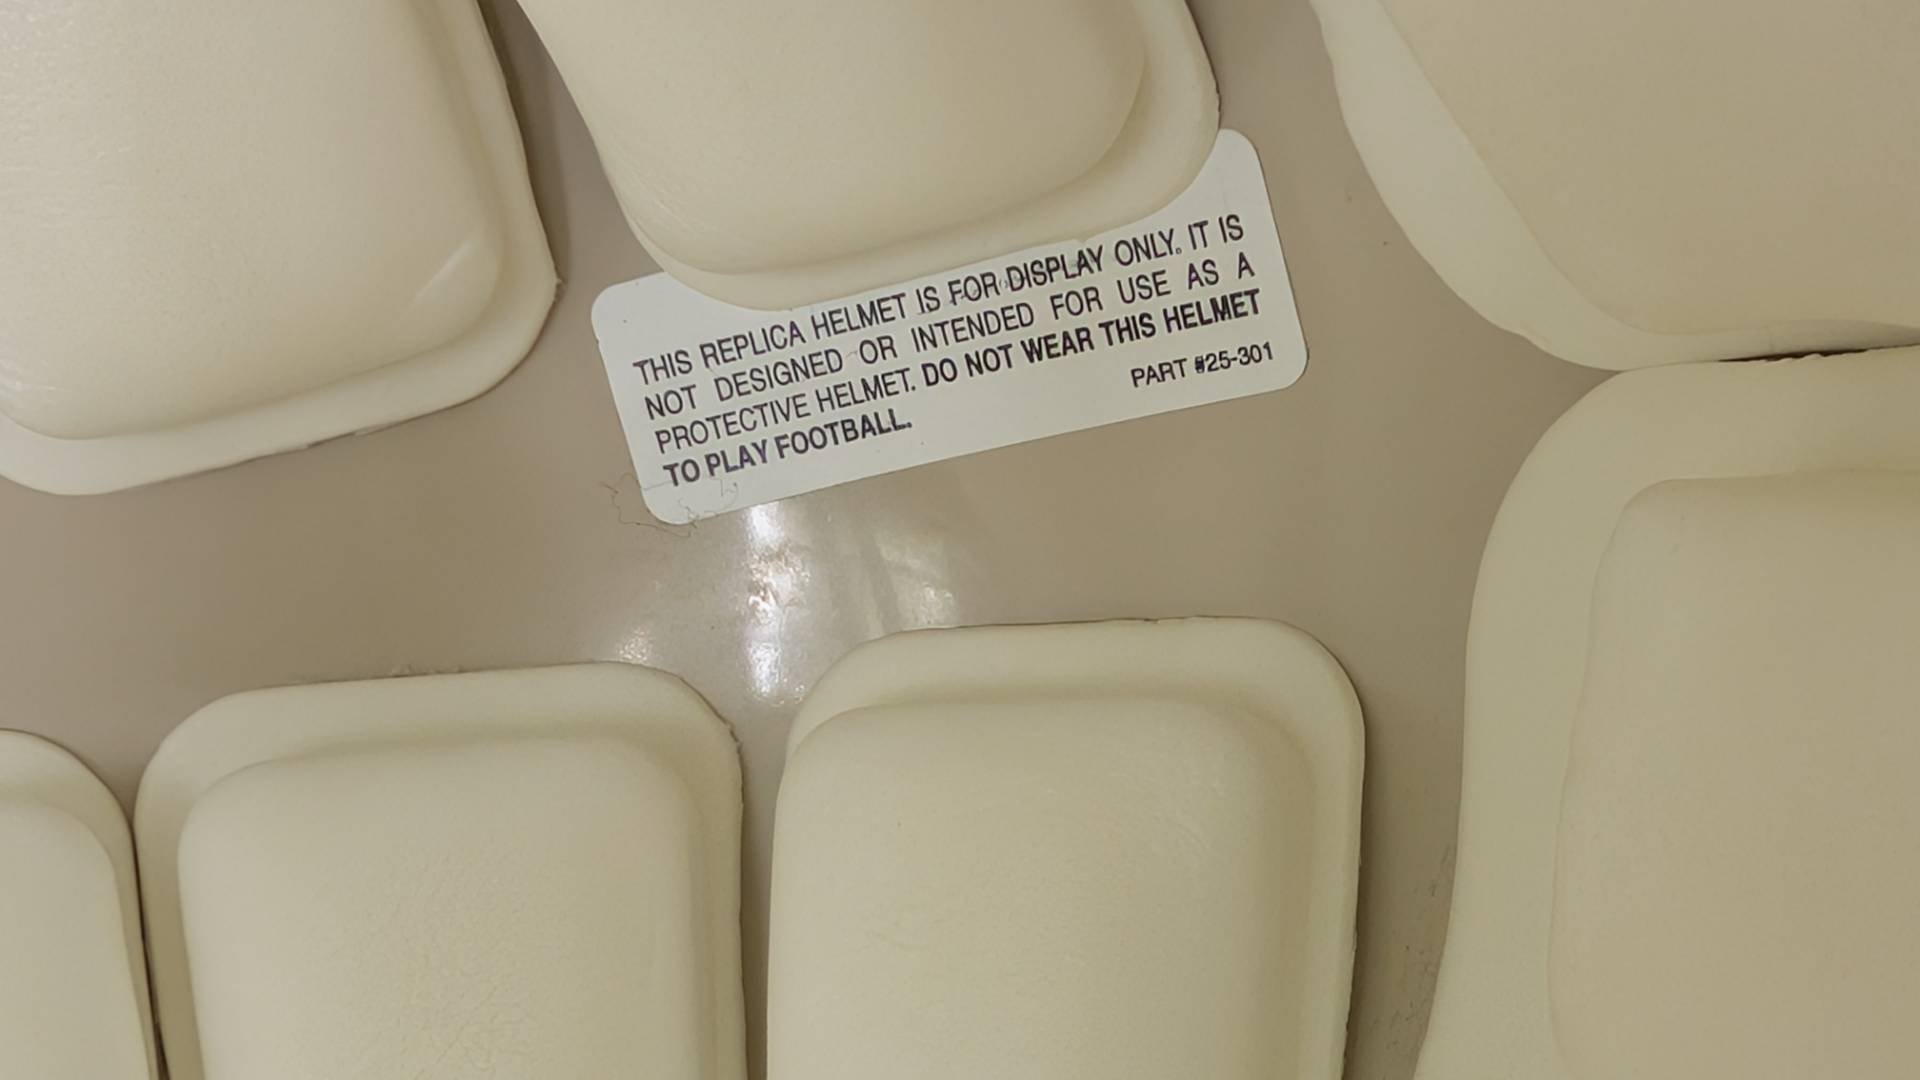 THIS REPLICA HELMET IS FOR DISPLAY ONLY. IT IS
NOT DESIGNED OR INTENDED FOR USE AS A
PROTECTIVE HELMET. DO NOT WEAR THIS HELMET
TO PLAY FOOTBALL.
PART #25-301